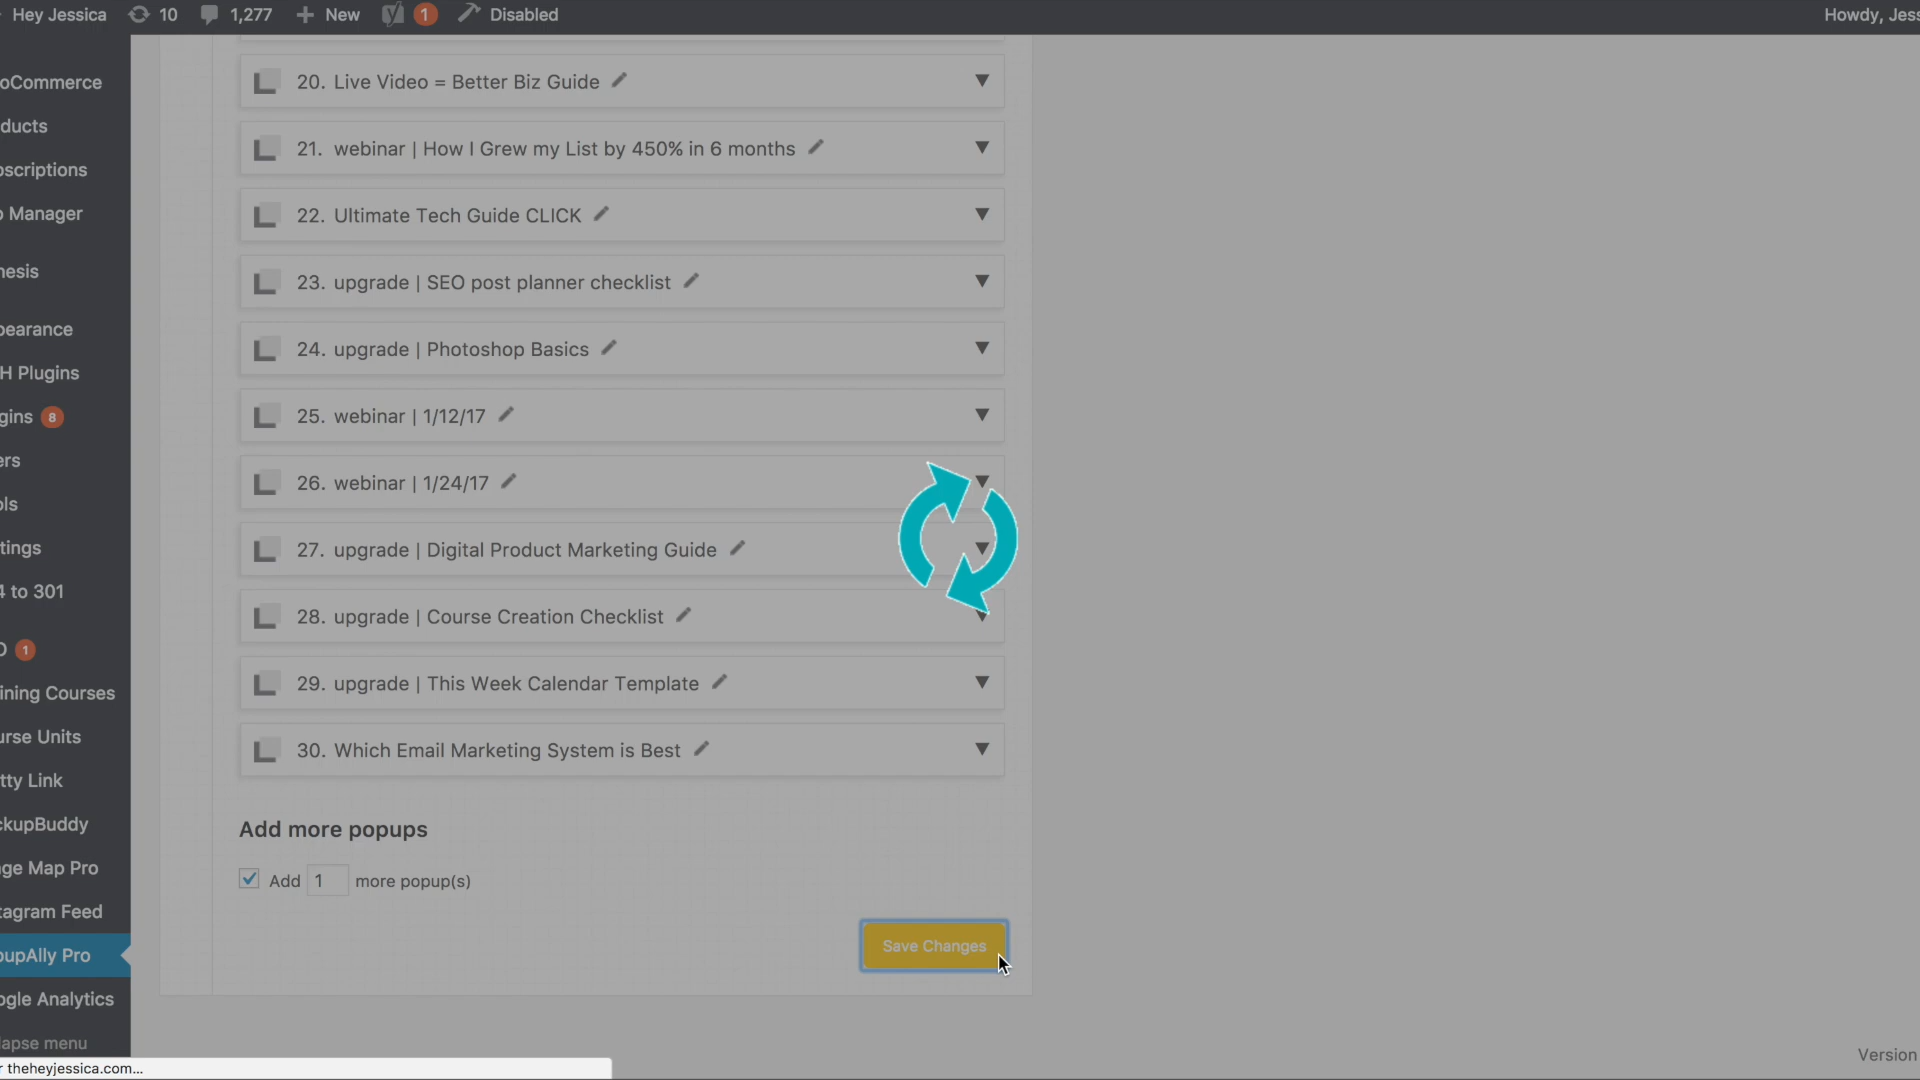 Hey Jessica 10 1,277 New 1 Disabled Howdy, Jess
oCommerce
ducts
oscriptions
o Manager
nesis
pearance
H Plugins
gins 8
ers
ols
tings
4 to 301
O 1
ining Courses
urse Units
tty Link
ckupBuddy
ge Map Pro
tagram Feed
oupAlly Pro
ogle Analytics
lapse menu
20. Live Video = Better Biz Guide
21. webinar | How I Grew my List by 450% in 6 months
22. Ultimate Tech Guide CLICK
23. upgrade | SEO post planner checklist
24. upgrade | Photoshop Basics
25. webinar | 1/12/17
26. webinar | 1/24/17
27. upgrade | Digital Product Marketing Guide
28. upgrade | Course Creation Checklist
29. upgrade | This Week Calendar Template
30. Which Email Marketing System is Best
Add more popups
Add 1 more popup(s)
Save Changes
Version
r theheyjessica.com...